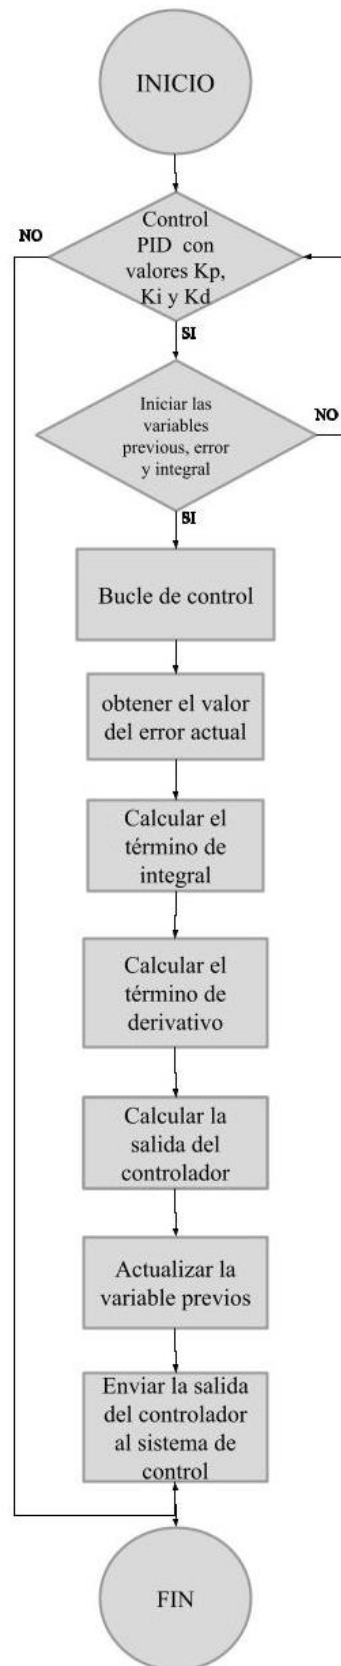 INICIO
NO
Control
PID con
valores Kp,
Ki y Kd
SI
Iniciar las
variables
previous, error
y integral
NO
SI
Bucle de control
obtener el valor
del error actual
Calcular el
término de
integral
Calcular el
término de
derivativo
Calcular la
salida del
controlador
Actualizar la
variable previos
Enviar la salida
del controlador
al sistema de
control
FIN